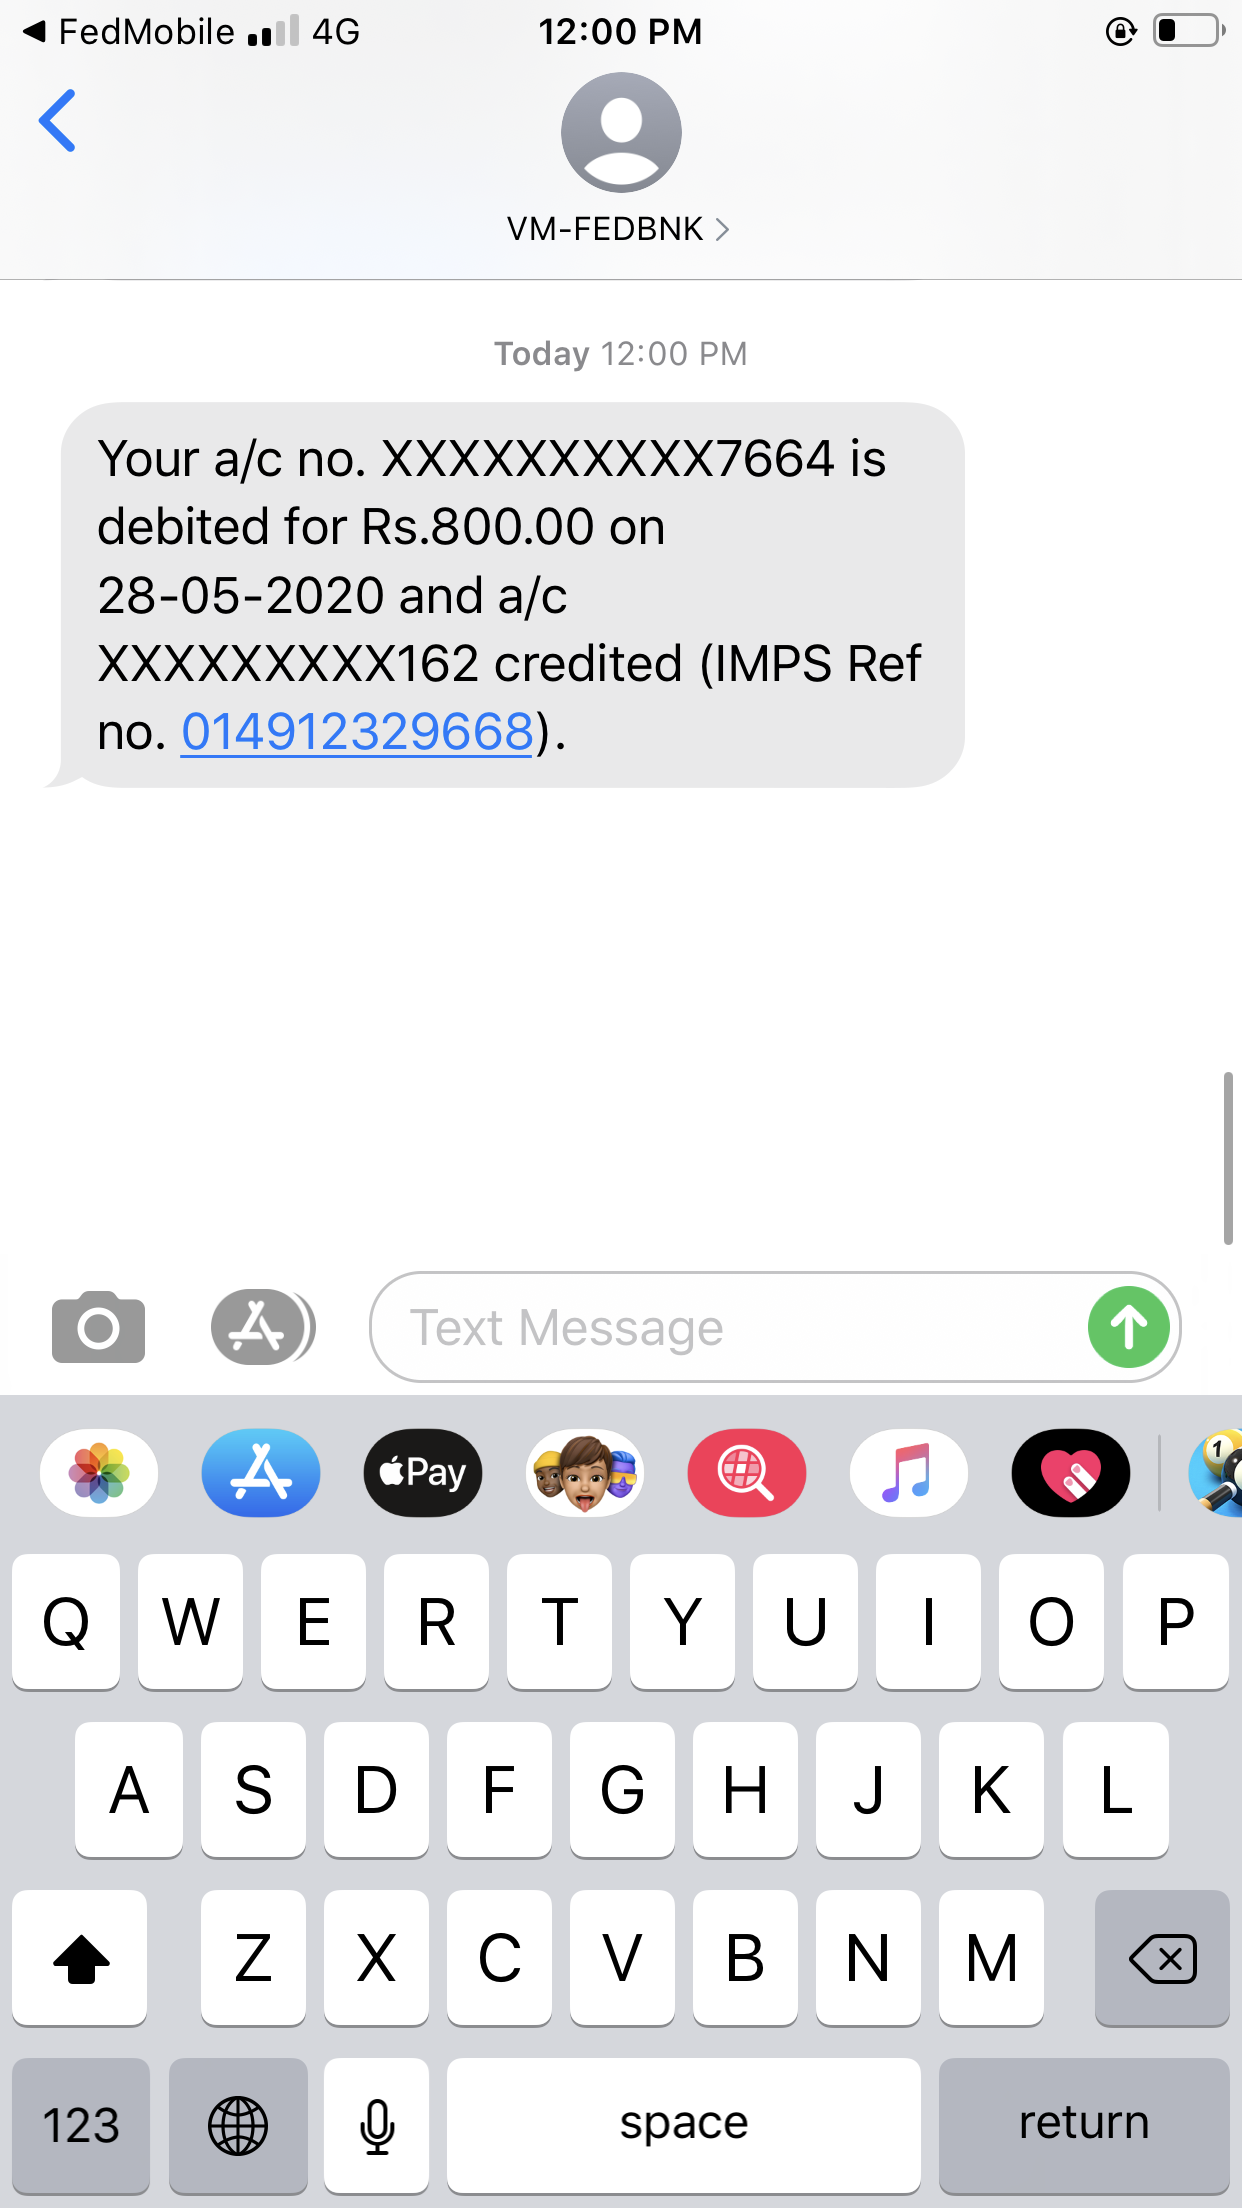 FedMobile 4G 12:00 PM
VM-FEDBNK
Today 12:00 PM
Your a/c no. XXXXXXXXXX7664 is
debited for Rs.800.00 on
28-05-2020 and a/c
XXXXXXXXX162 credited (IMPS Ref
no. 014912329668).
Text Message
Pay
1
Q W E R T Y U I O P
A S D F G H J K L
Z X C V B N M
123 space return